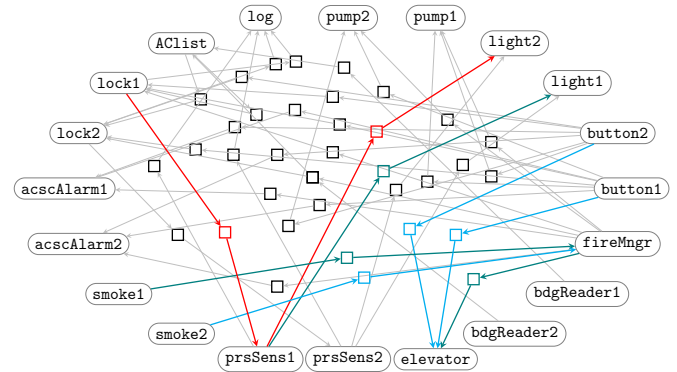 log
pump2
pump1
AClist
light2
lock1
light1
lock2
button2
acscAlarm1
button1
acscAlarm2
fireMngr
smoke1
bdgReader1
smoke2
bdgReader2
prsSens1
prsSens2
elevator